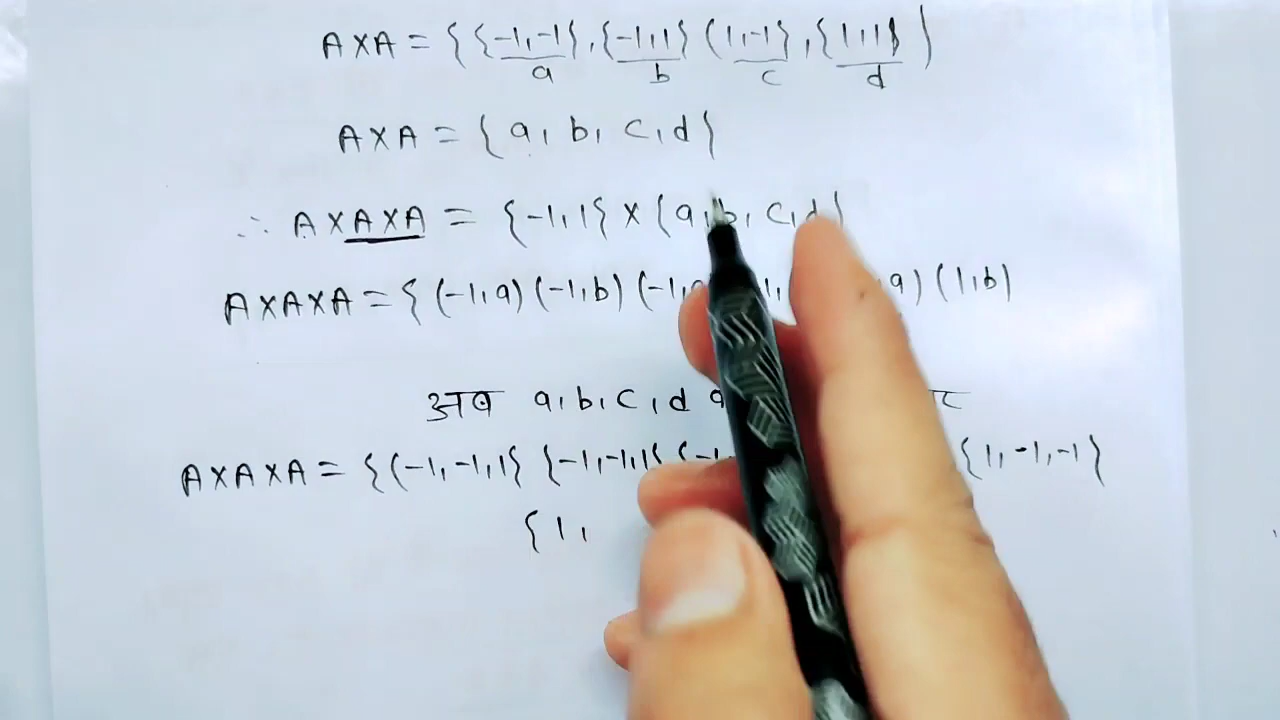 A×A = { {-1,-1}, {-1,1} (1,-1}, {1,1} }
a b c d
A×A = { a, b, c, d }
∴ A×A×A = {-1,1} × {a,b, c,d}
A×A×A = { (-1,a) (-1,b) (-1, a) (1,b)
अब a, b, c, d
A×A×A = { (-1,-1,1} {-1,-1,1} {-1 {1,-1,-1}
{ 1,